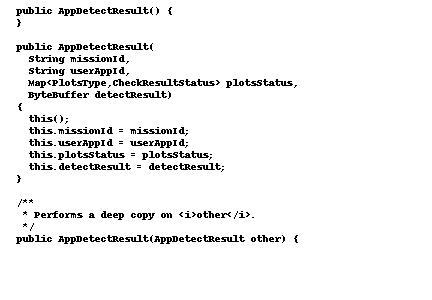 public AppDetectResult() {
}

public AppDetectResult(
  String missionId,
  String userAppId,
  Map<PlotsType,CheckResultStatus> plotsStatus,
  ByteBuffer detectResult)
{
  this();
  this.missionId = missionId;
  this.userAppId = userAppId;
  this.plotsStatus = plotsStatus;
  this.detectResult = detectResult;
}

/**
 * Performs a deep copy on <i>other</i>.
 */
public AppDetectResult(AppDetectResult other) {